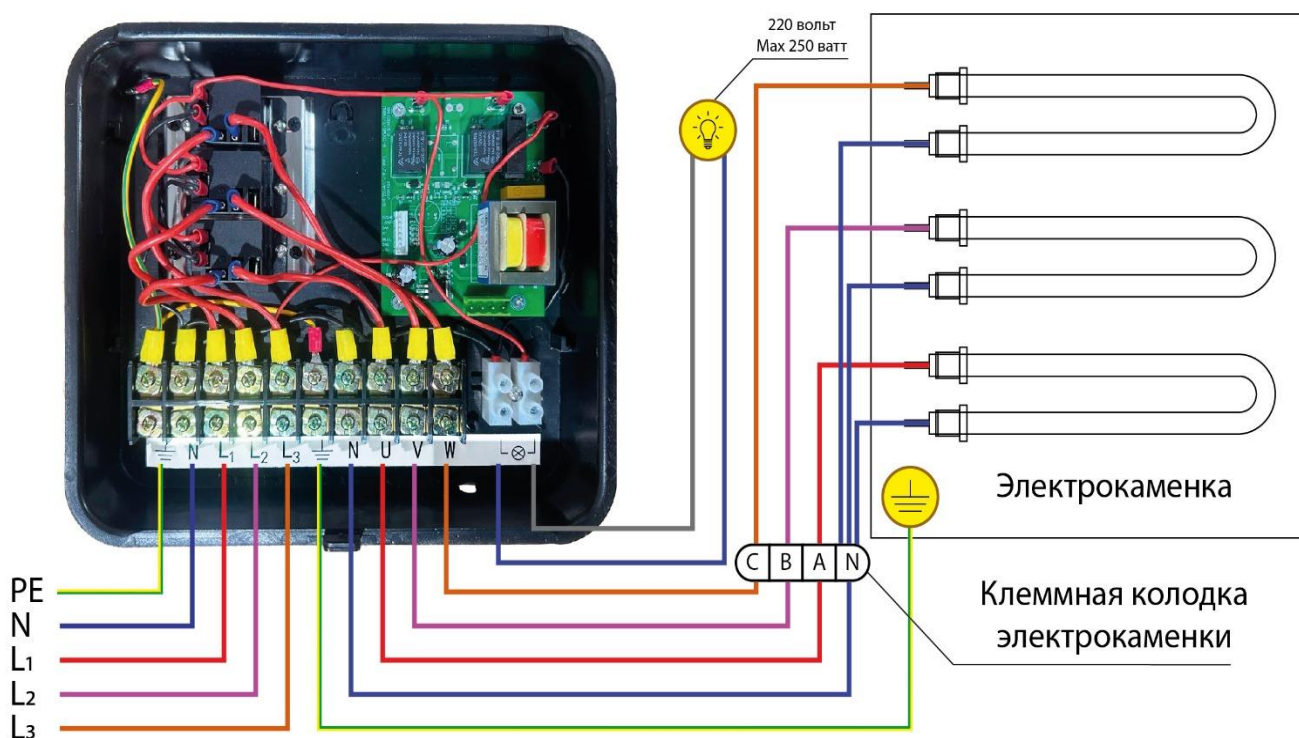 220 вольт
Max 250 ватт
N L1 L2 L3 N U V W
C B A N
Электрокаменка
Клеммная колодка
электрокаменки
PE
N
L1
L2
L3